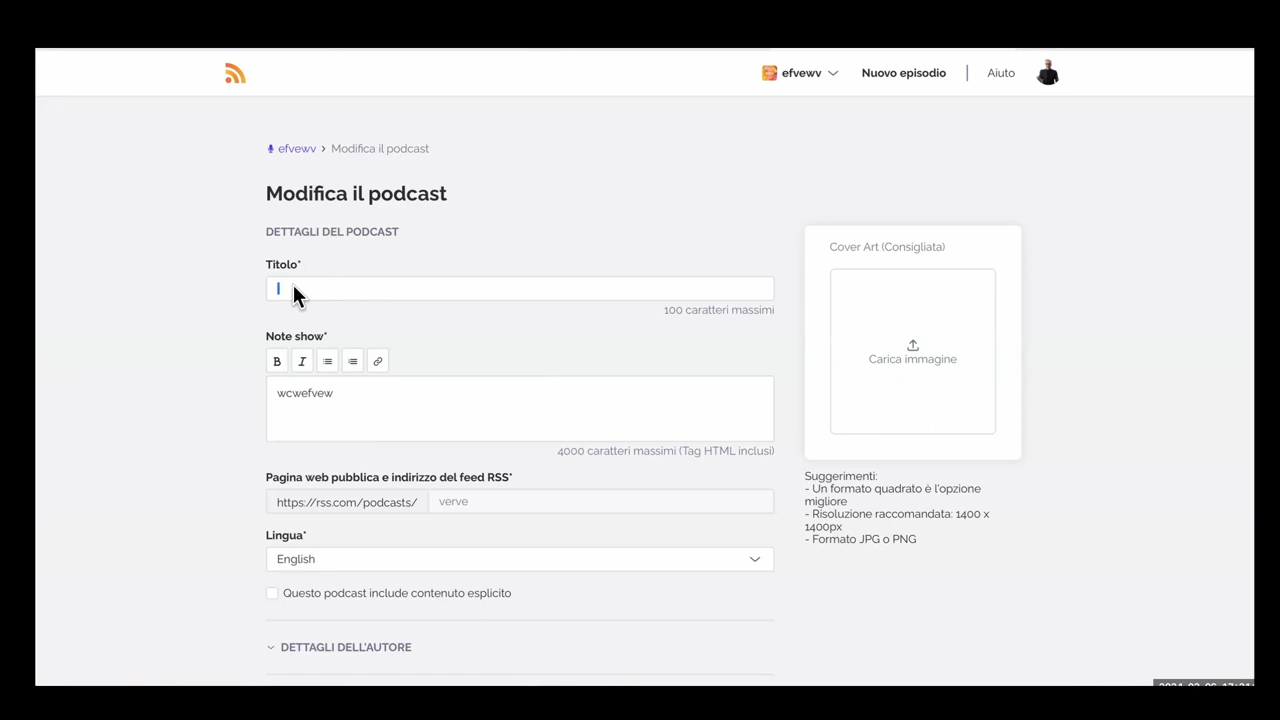 efvewv
Nuovo episodio
Aiuto
efvewv > Modifica il podcast
Modifica il podcast
DETTAGLI DEL PODCAST
Titolo*
100 caratteri massimi
Note show*
B I
wcwefvew
4000 caratteri massimi (Tag HTML inclusi)
Pagina web pubblica e indirizzo del feed RSS*
https://rss.com/podcasts/ verve
Lingua*
English
Questo podcast include contenuto esplicito
DETTAGLI DELL'AUTORE
Cover Art (Consigliata)
Carica immagine
Suggerimenti:
- Un formato quadrato è l'opzione
migliore
- Risoluzione raccomandata: 1400 x
1400px
- Formato JPG o PNG